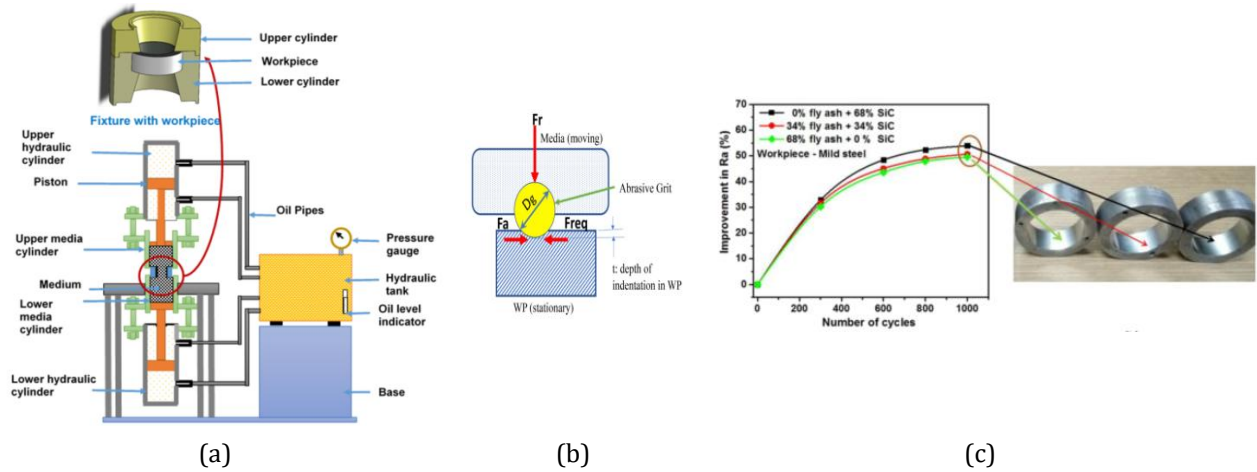 Upper cylinder
Workpiece
Lower cylinder
Fixture with workpiece
Upper
hydraulic
cylinder
Piston
Upper media
cylinder
Medium
Lower
media
cylinder
Lower hydraulic
cylinder
Oil Pipes
Pressure
gauge
Hydraulic
tank
Oil level
indicator
Base
(a)
Fr
Media (moving)
Dg
Abrasive Grit
Fa
Freq
t: depth of
indentation in WP
WP (stationary)
(b)
Improvement in Ra (%)
70
60
50
40
30
20
10
0
0% fly ash + 68% SiC
34% fly ash + 34% SiC
68% fly ash + 0 % SiC
Workpiece - Mild steel
0 200 400 600 800 1000
Number of cycles
(c)